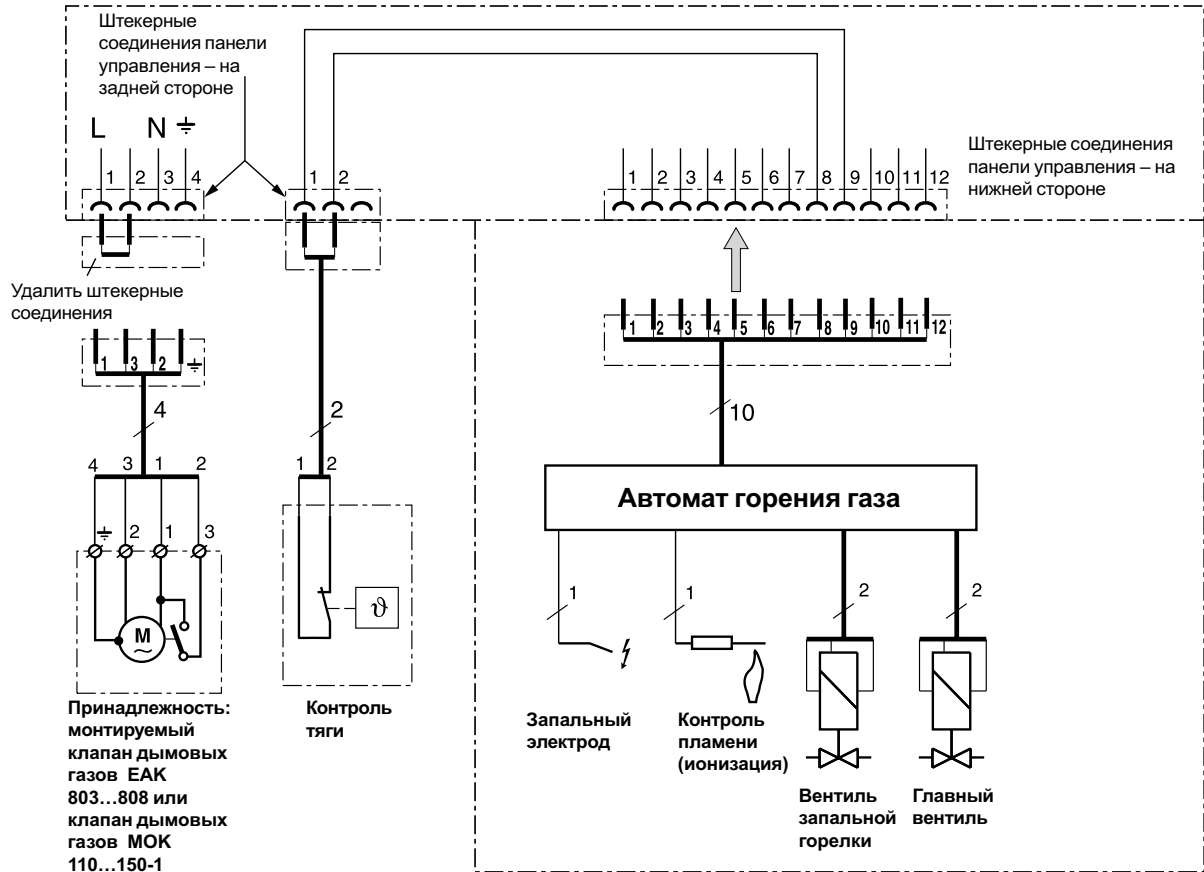 Штекерные
соединения панели
управления – на
задней стороне
L N
1 2 3 4
1 2
1 2 3 4 5 6 7 8 9 10 11 12
Штекерные соединения
панели управления – на
нижней стороне
Удалить штекерные
соединения
1 3 2
4
4 3 1 2
2 1 3
M
~
2
1 2
ϑ
1 2 3 4 5 6 7 8 9 10 11 12
10
Автомат горения газа
1 1 2 2
Принадлежность:
монтируемый
клапан дымовых
газов EAK
803...808 или
клапан дымовых
газов MOK
110...150-1
Контроль
тяги
Запальный
электрод
Контроль
пламени
(ионизация)
Вентиль
запальной
горелки
Главный
вентиль